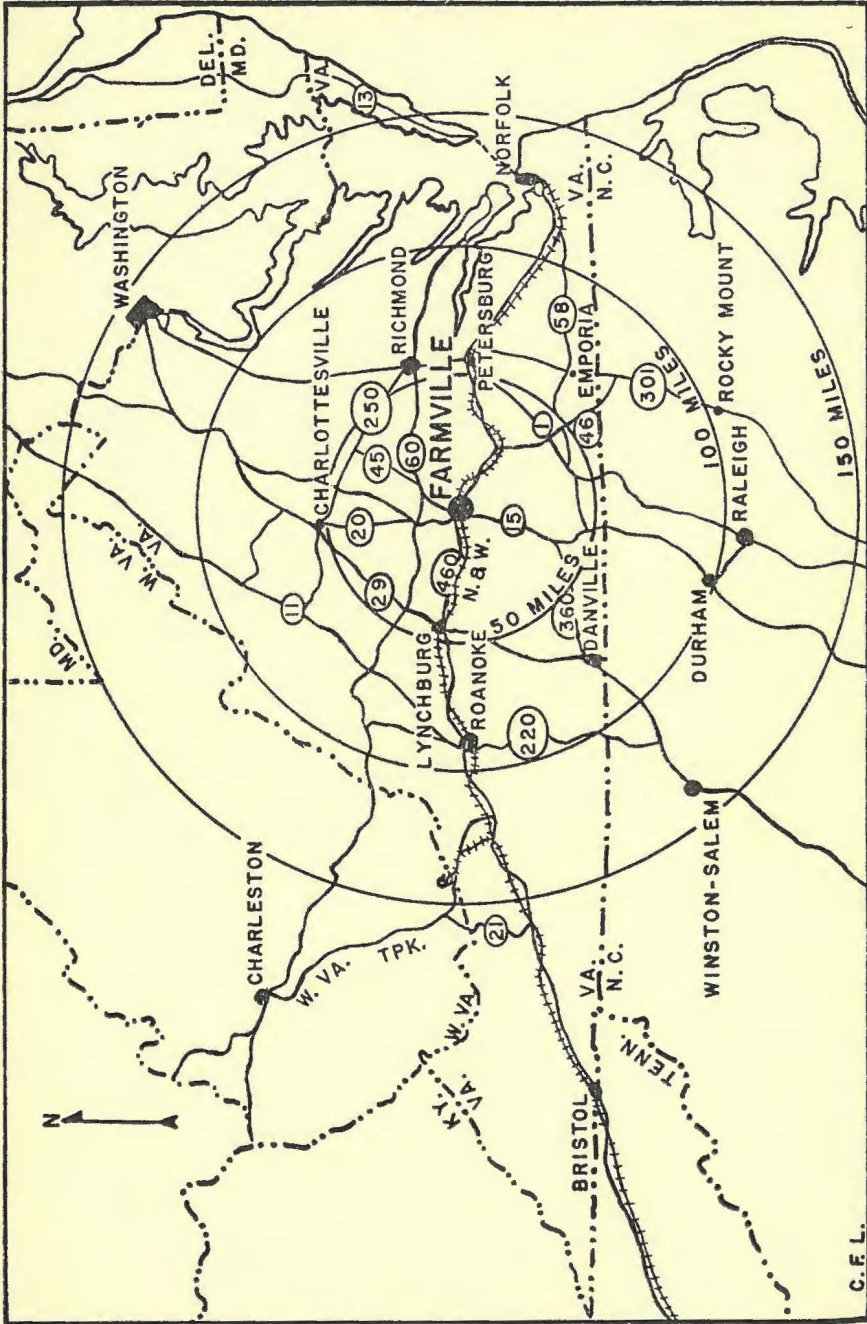 N
DEL.
MD.
WASHINGTON
VA.
MD.
W. VA.
VA.
13
CHARLESTON
CHARLOTTESVILLE
250
11
45
20
29
W. VA. TPK.
RICHMOND
60
KY.
VA.
W. VA.
LYNCHBURG
FARMVILLE
460
N. & W.
PETERSBURG
NORFOLK
ROANOKE
21
15
50 MILES
1
220
360
58
DANVILLE
46
EMPORIA
BRISTOL
VA.
N.C.
VA.
N.C.
TENN.
301
100 MILES
DURHAM
RALEIGH
ROCKY MOUNT
WINSTON-SALEM
150 MILES
C.F.L.